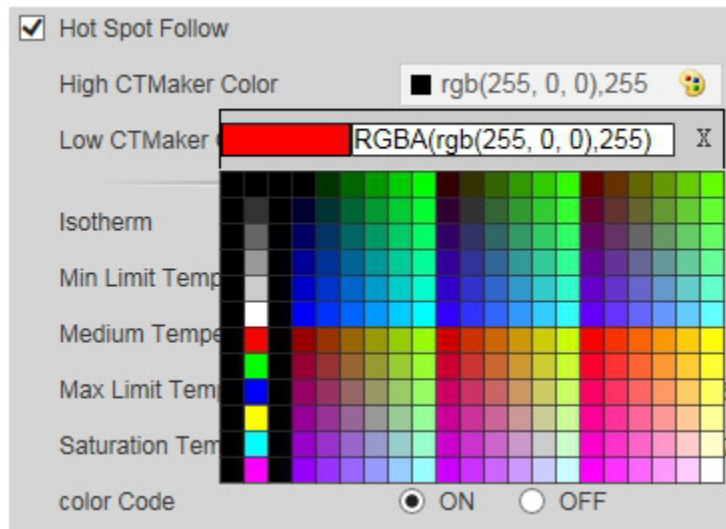 Hot Spot Follow
High CTMaker Color rgb(255, 0, 0),255
Low CTMaker RGBA(rgb(255, 0, 0),255) X
Isotherm
Min Limit Temp
Medium Tempe
Max Limit Tem
Saturation Tem
color Code ON OFF